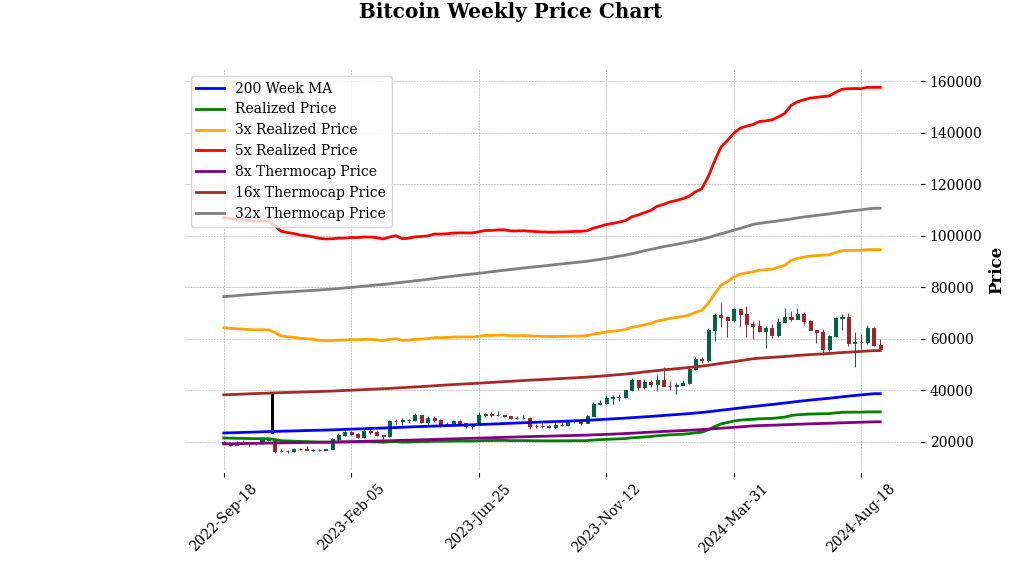 Bitcoin Weekly Price Chart
200 Week MA
Realized Price
3x Realized Price
5x Realized Price
8x Thermocap Price
16x Thermocap Price
32x Thermocap Price
160000
140000
120000
100000
80000
60000
40000
20000
Price
2022-Sep-18
2023-Feb-05
2023-Jun-25
2023-Nov-12
2024-Mar-31
2024-Aug-18